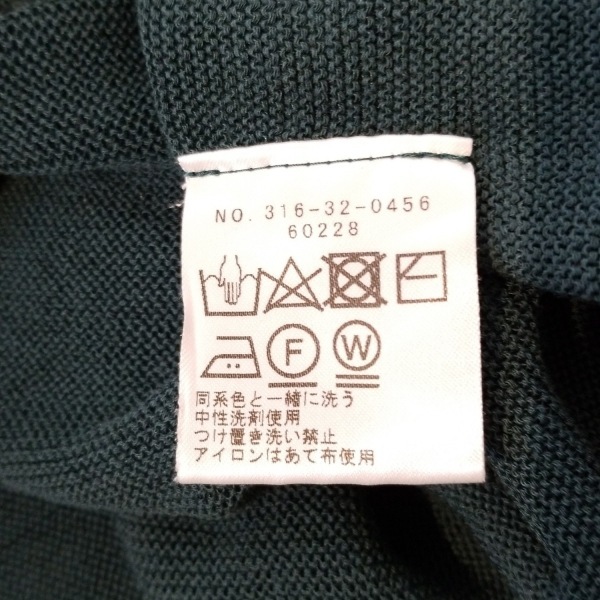 NO. 316-32-0456
60228
F W
同系色と一緒に洗う
中性洗剤使用
つけ置き洗い禁止
アイロンはあて布使用